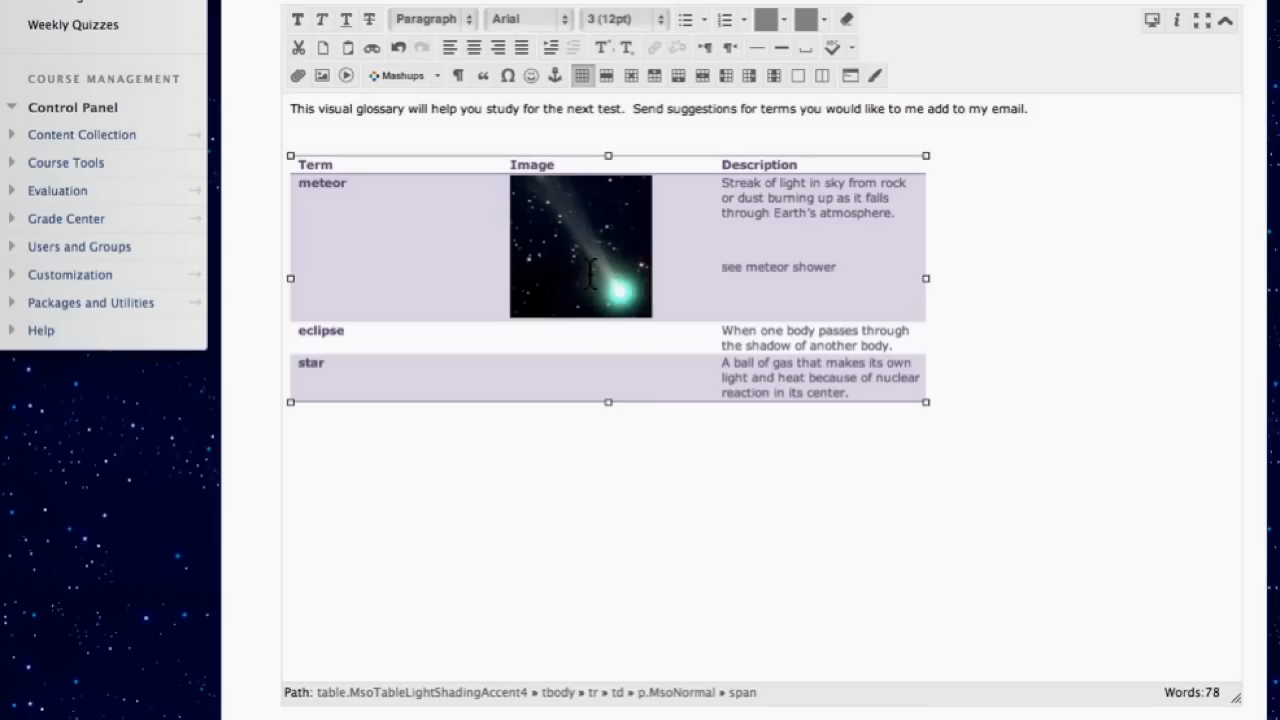 Weekly Quizzes
COURSE MANAGEMENT
Control Panel
Content Collection
Course Tools
Evaluation
Grade Center
Users and Groups
Customization
Packages and Utilities
Help
T T T T Paragraph Arial 3 (12pt)
Mashups
This visual glossary will help you study for the next test. Send suggestions for terms you would like to me add to my email.
Term Image Description
meteor Streak of light in sky from rock
or dust burning up as it falls
through Earth's atmosphere.
see meteor shower
eclipse When one body passes through
the shadow of another body.
star A ball of gas that makes its own
light and heat because of nuclear
reaction in its center.
Path: table.MsoTableLightShadingAccent4 » tbody » tr » td » p.MsoNormal » span Words:78